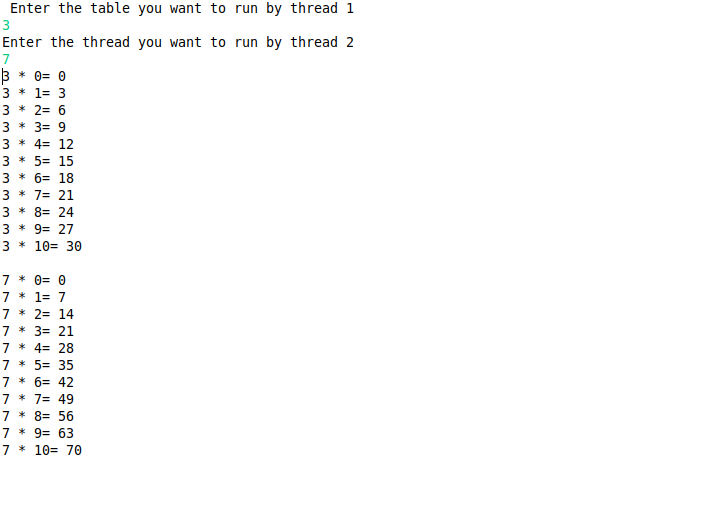 Enter the table you want to run by thread 1
3
Enter the thread you want to run by thread 2
7
3 * 0= 0
3 * 1= 3
3 * 2= 6
3 * 3= 9
3 * 4= 12
3 * 5= 15
3 * 6= 18
3 * 7= 21
3 * 8= 24
3 * 9= 27
3 * 10= 30
7 * 0= 0
7 * 1= 7
7 * 2= 14
7 * 3= 21
7 * 4= 28
7 * 5= 35
7 * 6= 42
7 * 7= 49
7 * 8= 56
7 * 9= 63
7 * 10= 70